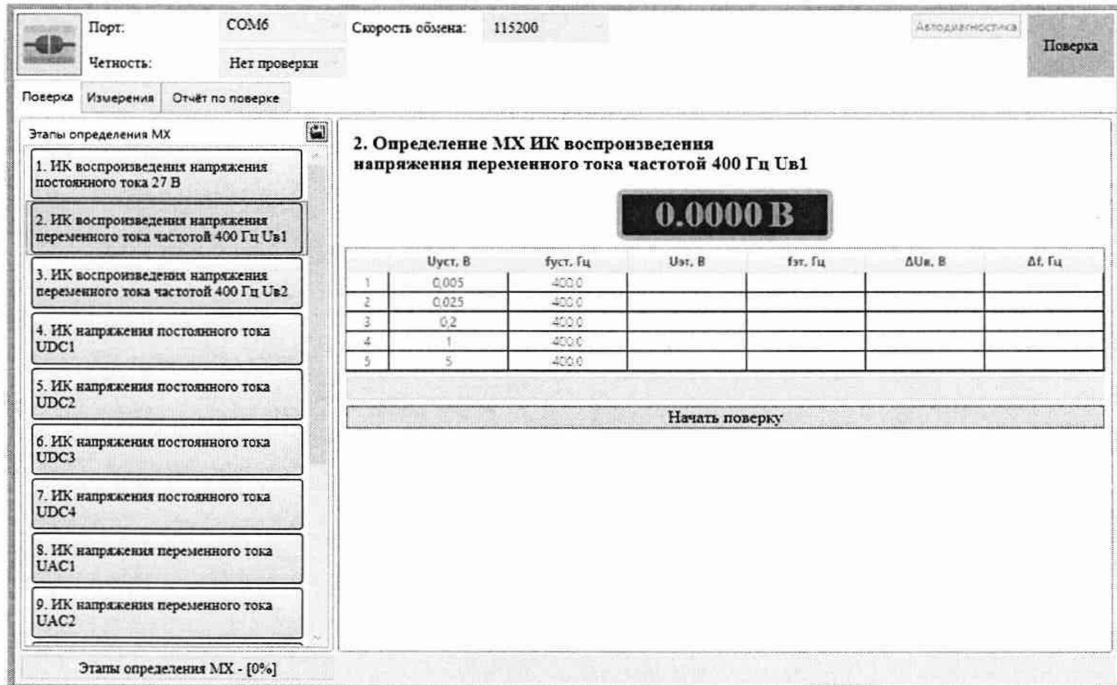 Порт: COM6 Скорость обмена: 115200 Автодиагностика Поверка
Четность: Нет проверки
Поверка Измерения Отчёт по поверке
Этапы определения МХ
1. ИК воспроизведения напряжения
постоянного тока 27 В
2. ИК воспроизведения напряжения
переменного тока частотой 400 Гц Uв1
3. ИК воспроизведения напряжения
переменного тока частотой 400 Гц Uв2
4. ИК напряжения постоянного тока
UDC1
5. ИК напряжения постоянного тока
UDC2
6. ИК напряжения постоянного тока
UDC3
7. ИК напряжения постоянного тока
UDC4
8. ИК напряжения переменного тока
UAC1
9. ИК напряжения переменного тока
UAC2
Этапы определения МХ - [0%]
2. Определение МХ ИК воспроизведения
напряжения переменного тока частотой 400 Гц Uв1
0.0000 В
Uуст, В fуст, Гц Uэт, В fэт, Гц ΔUв, В Δf, Гц
1 0,005 400.0
2 0,025 400.0
3 0,2 400.0
4 1 400.0
5 5 400.0
Начать поверку